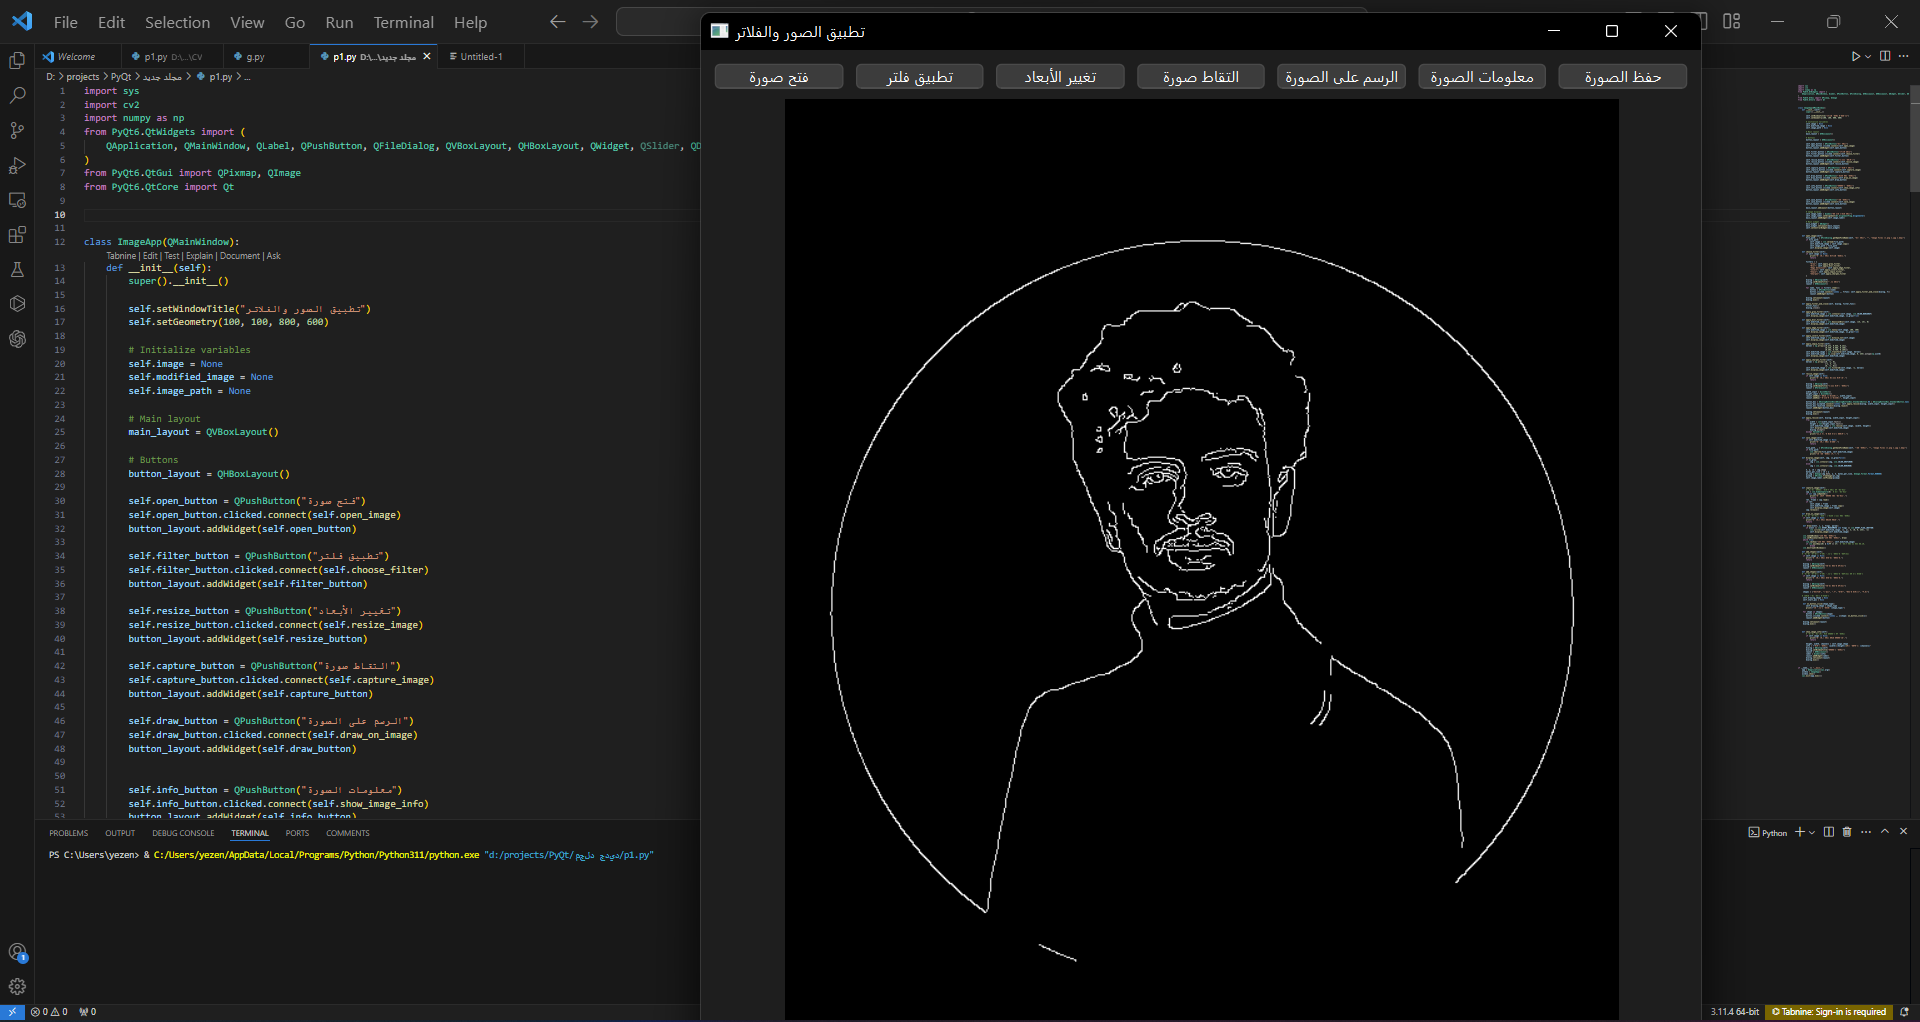 File Edit Selection View Go Run Terminal Help
Welcome p1.py D:\...\CV g.py p1.py D:\...\مجلد جديد Untitled-1
D: > projects > PyQt > مجلد جديد > p1.py > ...
1 import sys
2 import cv2
3 import numpy as np
4 from PyQt6.QtWidgets import (
5 QApplication, QMainWindow, QLabel, QPushButton, QFileDialog, QVBoxLayout, QHBoxLayout, QWidget, QSlider, QD
6 )
7 from PyQt6.QtGui import QPixmap, QImage
8 from PyQt6.QtCore import Qt
9
10
11
12 class ImageApp(QMainWindow):
Tabnine | Edit | Test | Explain | Document | Ask
13 def __init__(self):
14 super().__init__()
15
16 self.setWindowTitle("تطبيق الصور والفلاتر")
17 self.setGeometry(100, 100, 800, 600)
18
19 # Initialize variables
20 self.image = None
21 self.modified_image = None
22 self.image_path = None
23
24 # Main layout
25 main_layout = QVBoxLayout()
26
27 # Buttons
28 button_layout = QHBoxLayout()
29
30 self.open_button = QPushButton("فتح صورة")
31 self.open_button.clicked.connect(self.open_image)
32 button_layout.addWidget(self.open_button)
33
34 self.filter_button = QPushButton("تطبيق فلتر")
35 self.filter_button.clicked.connect(self.choose_filter)
36 button_layout.addWidget(self.filter_button)
37
38 self.resize_button = QPushButton("تغيير الأبعاد")
39 self.resize_button.clicked.connect(self.resize_image)
40 button_layout.addWidget(self.resize_button)
41
42 self.capture_button = QPushButton("التقاط صورة")
43 self.capture_button.clicked.connect(self.capture_image)
44 button_layout.addWidget(self.capture_button)
45
46 self.draw_button = QPushButton("الرسم على الصورة")
47 self.draw_button.clicked.connect(self.draw_on_image)
48 button_layout.addWidget(self.draw_button)
49
50
51 self.info_button = QPushButton("معلومات الصورة")
52 self.info_button.clicked.connect(self.show_image_info)
53 button_layout.addWidget(self.info_button)
PROBLEMS OUTPUT DEBUG CONSOLE TERMINAL PORTS COMMENTS
Python
PS C:\Users\yezen> & C:/Users/yezen/AppData/Local/Programs/Python/Python311/python.exe "d:/projects/PyQt/مجلد جديد/p1.py"
0 0 0
3.11.4 64-bit Tabnine: Sign-in is required
1
تطبيق الصور والفلاتر
فتح صورة تطبيق فلتر تغيير الأبعاد التقاط صورة الرسم على الصورة معلومات الصورة حفظ الصورة